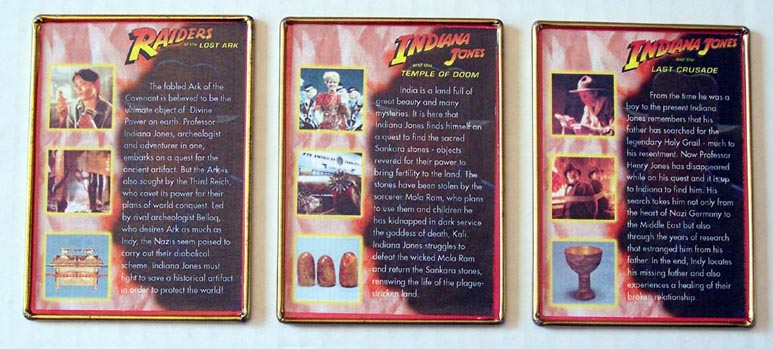 RAIDERS
of the LOST ARK
The fabled Ark of the
Covenant is believed to be the
ultimate object of Divine
Power on earth. Professor
Indiana Jones, archeologist
and adventurer in one,
embarks on a quest for the
ancient artifact. But the Ark is
also sought by the Third Reich,
who covet its power for their
plans of world conquest. Led
by rival archeologist Belloq,
who desires Ark as much as
Indy, the Nazis seem poised to
carry out their diabolical
scheme. Indiana Jones must
fight to save a historical artifact
in order to protect the world!
INDIANA
JONES
and the
TEMPLE OF DOOM
India is a land full of
great beauty and many
mysteries. It is here that
Indiana Jones finds himself on
a quest to find the sacred
Sankara stones - objects
revered for their power to
bring fertility to the land. The
stones have been stolen by the
sorcerer Mola Ram, who plans
to use them and children he
has kidnapped in dark service
the goddess of death, Kali.
Indiana Jones struggles to
defeat the wicked Mola Ram
and return the Sankara stones,
renewing the life of the plague-
stricken land.
PAN AMERICAN
INDIANA JONES
and the
LAST CRUSADE
From the time he was a
boy to the present Indiana
Jones remembers that his
father has searched for the
legendary Holy Grail - much to
his resentment. Now Professor
Henry Jones has disappeared
while on his quest and it is up
to Indiana to find him. His
search takes him not only from
the heart of Nazi Germany to
the Middle East but also
through the years of research
that estranged him from his
father. In the end, Indy locates
his missing father and also
experiences a healing of their
broken relationship.